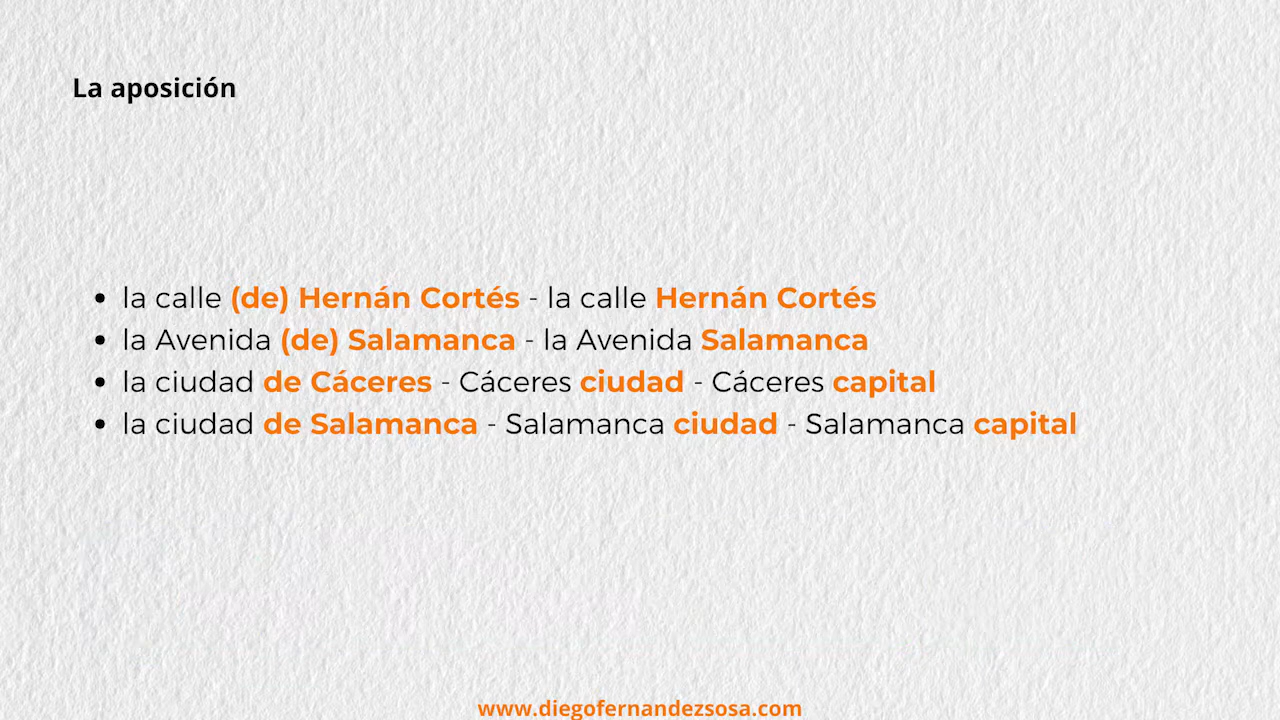 La aposición
• la calle (de) Hernán Cortés - la calle Hernán Cortés
• la Avenida (de) Salamanca - la Avenida Salamanca
• la ciudad de Cáceres - Cáceres ciudad - Cáceres capital
• la ciudad de Salamanca - Salamanca ciudad - Salamanca capital
www.diegofernandezsosa.com